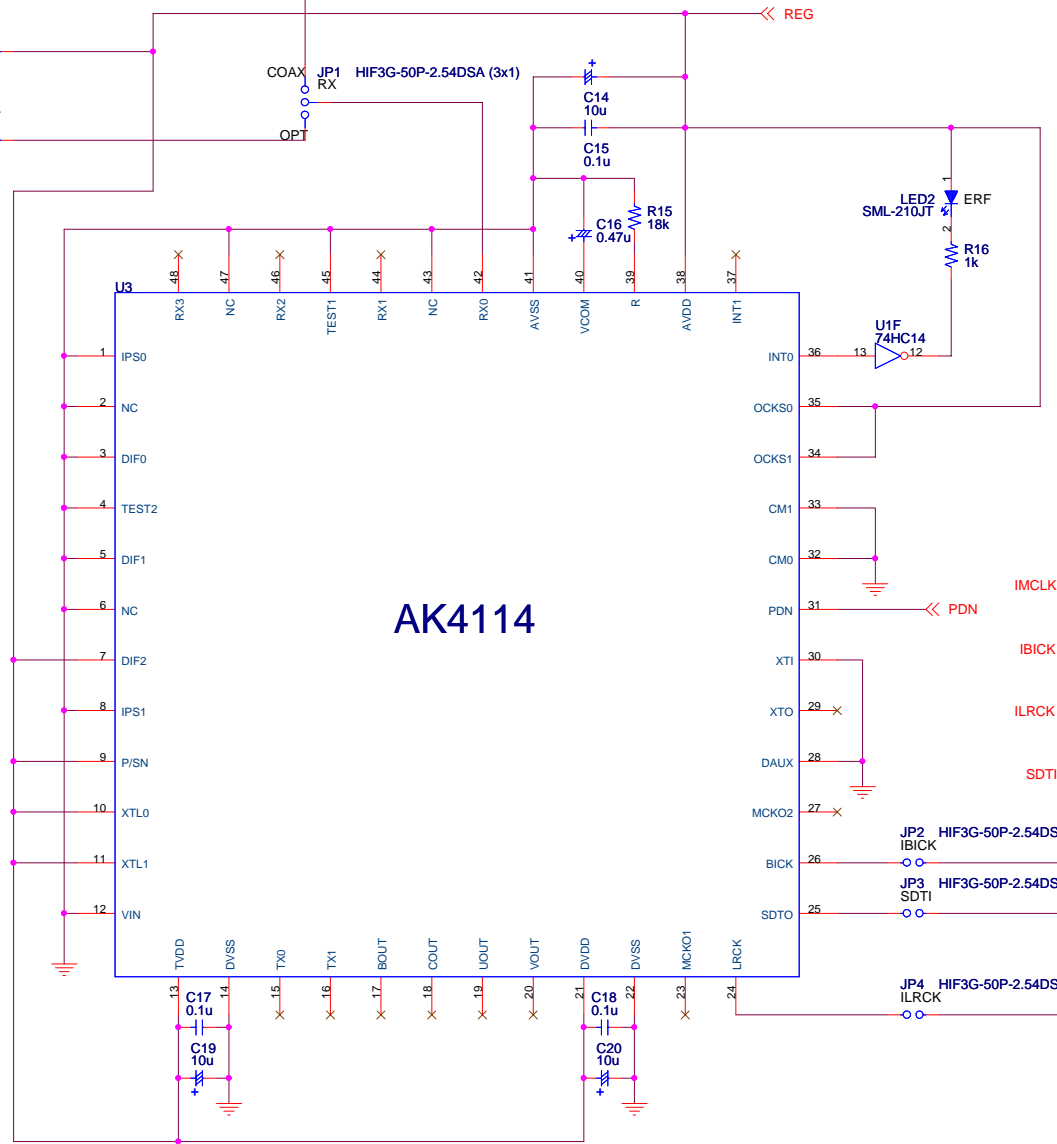 REG
COAX JP1 HIF3G-50P-2.54DSA (3x1)
RX
OPT
+
C14
10u
C15
0.1u
LED2 ERF
SML-210JT
1
2
R16
1k
C16
0.47u
+
R15
18k
U3
48 47 46 45 44 43 42 41 40 39 38 37
RX3 NC RX2 TEST1 RX1 NC RX0 AVSS VCOM R AVDD INT1
U1F
74HC14
13 12
1 IPS0
2 NC
3 DIF0
4 TEST2
5 DIF1
6 NC
7 DIF2
8 IPS1
9 P/SN
10 XTL0
11 XTL1
12 VIN
AK4114
INT0 36
OCKS0 35
OCKS1 34
CM1 33
CM0 32
PDN 31 PDN
XTI 30
XTO 29
DAUX 28
MCKO2 27
BICK 26
SDTO 25
IMCLK
IBICK
ILRCK
SDTI
JP2 HIF3G-50P-2.54DS
IBICK
JP3 HIF3G-50P-2.54DS
SDTI
JP4 HIF3G-50P-2.54DS
ILRCK
TVDD DVSS TX0 TX1 BOUT COUT UOUT VOUT DVDD DVSS MCKO1 LRCK
13 14 15 16 17 18 19 20 21 22 23 24
C17
0.1u
C19
10u
+
C18
0.1u
C20
10u
+